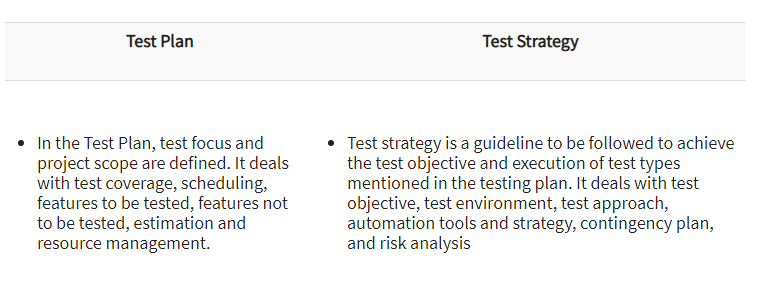 Test Plan
Test Strategy
• In the Test Plan, test focus and
project scope are defined. It deals
with test coverage, scheduling,
features to be tested, features not
to be tested, estimation and
resource management.
• Test strategy is a guideline to be followed to achieve
the test objective and execution of test types
mentioned in the testing plan. It deals with test
objective, test environment, test approach,
automation tools and strategy, contingency plan,
and risk analysis